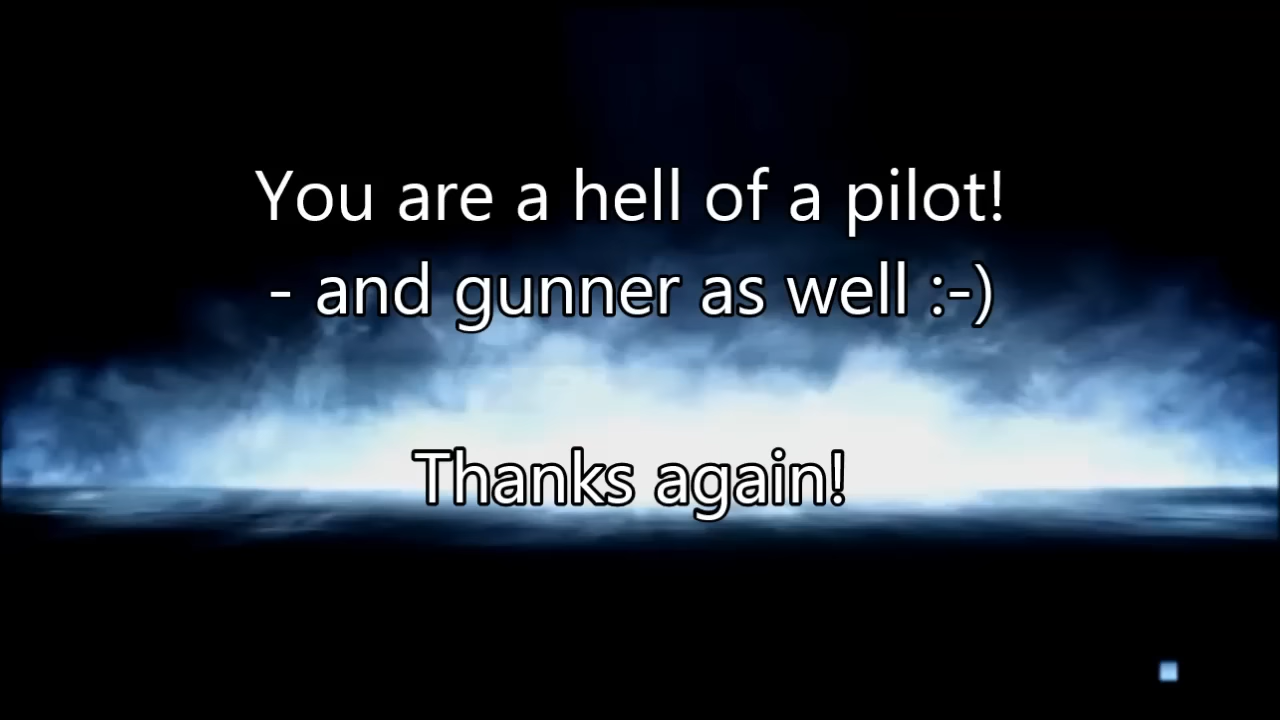 You are a hell of a pilot!
- and gunner as well :-)
Thanks again!